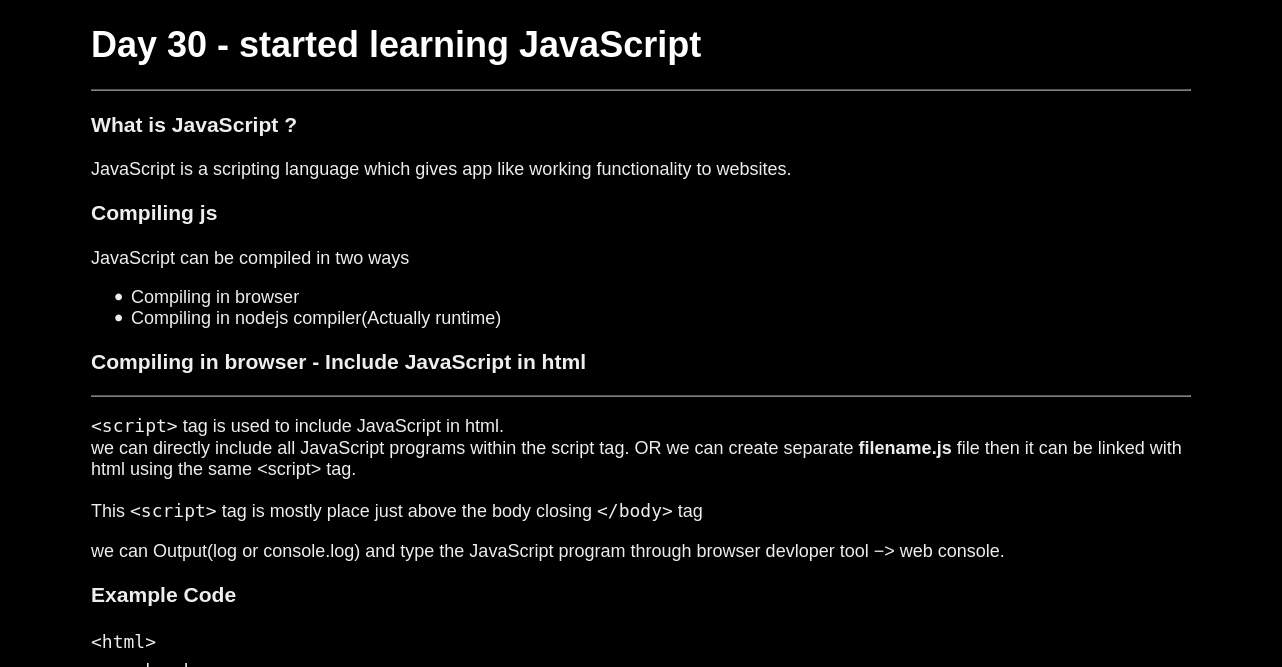 Day 30 - started learning JavaScript
What is JavaScript ?
JavaScript is a scripting language which gives app like working functionality to websites.
Compiling js
JavaScript can be compiled in two ways
Compiling in browser
Compiling in nodejs compiler(Actually runtime)
Compiling in browser - Include JavaScript in html
<script> tag is used to include JavaScript in html.
we can directly include all JavaScript programs within the script tag. OR we can create separate filename.js file then it can be linked with
html using the same <script> tag.
This <script> tag is mostly place just above the body closing </body> tag
we can Output(log or console.log) and type the JavaScript program through browser devloper tool −> web console.
Example Code
<html>